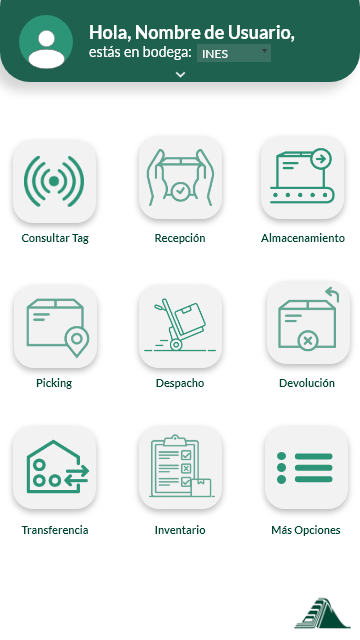 Hola, Nombre de Usuario,
estás en bodega: INES
Consultar Tag
Recepción
Almacenamiento
Picking
Despacho
Devolución
Transferencia
Inventario
Más Opciones